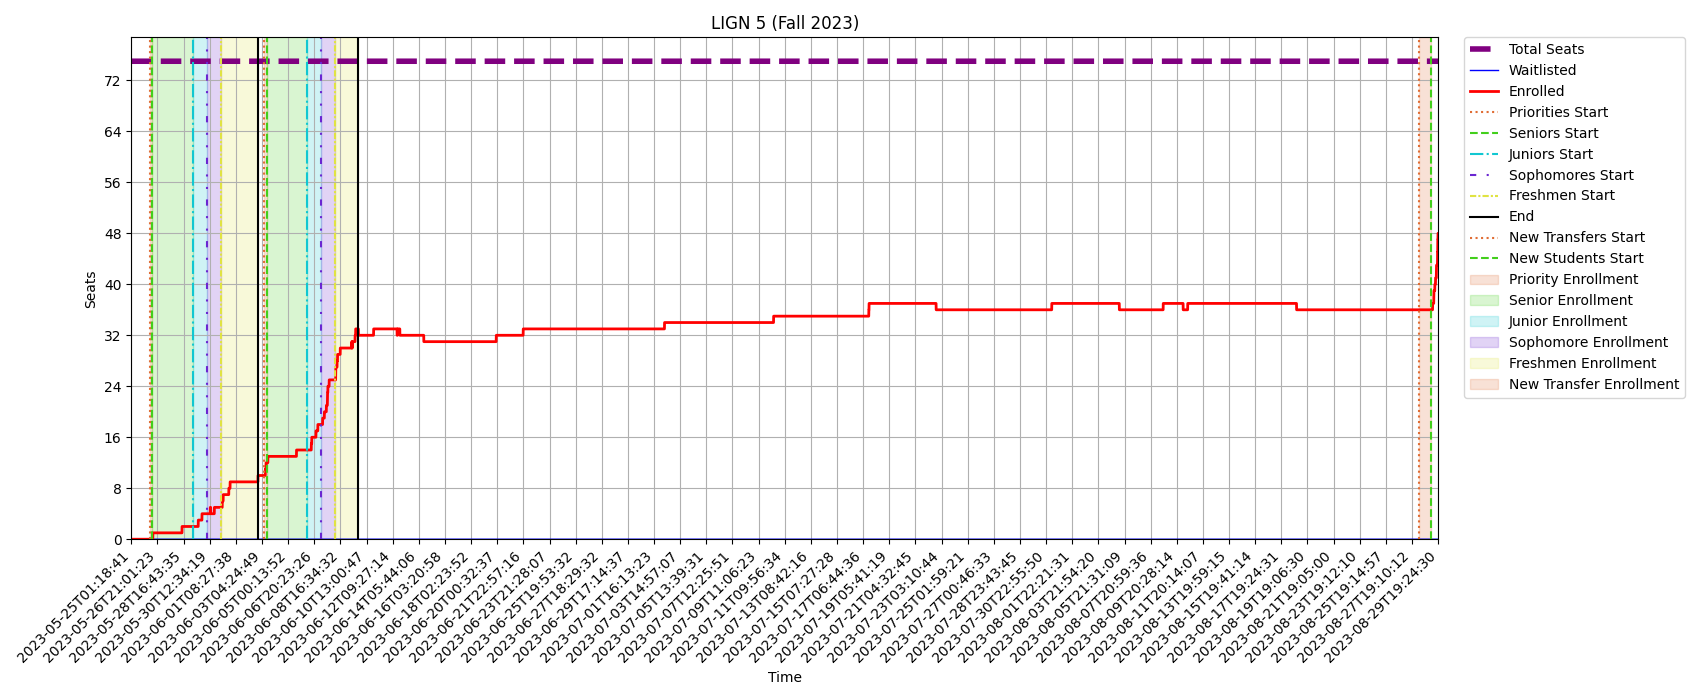 LIGN 5 (Fall 2023)
Seats
72
64
56
48
40
32
24
16
8
0
2023-05-25T01:18:41
2023-05-26T21:01:23
2023-05-28T16:43:35
2023-05-30T12:34:19
2023-06-01T08:27:38
2023-06-03T04:24:49
2023-06-05T00:13:52
2023-06-06T20:23:26
2023-06-08T16:34:32
2023-06-10T13:00:47
2023-06-12T09:27:14
2023-06-14T05:44:06
2023-06-16T03:20:58
2023-06-18T02:23:52
2023-06-20T00:32:37
2023-06-21T22:57:16
2023-06-23T21:28:07
2023-06-25T19:53:32
2023-06-27T18:29:32
2023-06-29T17:14:37
2023-07-01T16:13:23
2023-07-03T14:57:07
2023-07-05T13:39:31
2023-07-07T12:25:51
2023-07-09T11:06:23
2023-07-11T09:56:34
2023-07-13T08:42:16
2023-07-15T07:27:28
2023-07-17T06:44:36
2023-07-19T05:41:19
2023-07-21T04:32:45
2023-07-23T03:10:44
2023-07-25T01:59:21
2023-07-27T00:46:33
2023-07-28T23:43:45
2023-07-30T22:55:50
2023-08-01T22:21:31
2023-08-03T21:54:20
2023-08-05T21:31:09
2023-08-07T20:59:36
2023-08-09T20:28:14
2023-08-11T20:14:07
2023-08-13T19:59:15
2023-08-15T19:41:14
2023-08-17T19:24:31
2023-08-19T19:06:30
2023-08-21T19:05:00
2023-08-23T19:12:10
2023-08-25T19:14:57
2023-08-27T19:10:12
2023-08-29T19:24:30
Time
Total Seats
Waitlisted
Enrolled
Priorities Start
Seniors Start
Juniors Start
Sophomores Start
Freshmen Start
End
New Transfers Start
New Students Start
Priority Enrollment
Senior Enrollment
Junior Enrollment
Sophomore Enrollment
Freshmen Enrollment
New Transfer Enrollment